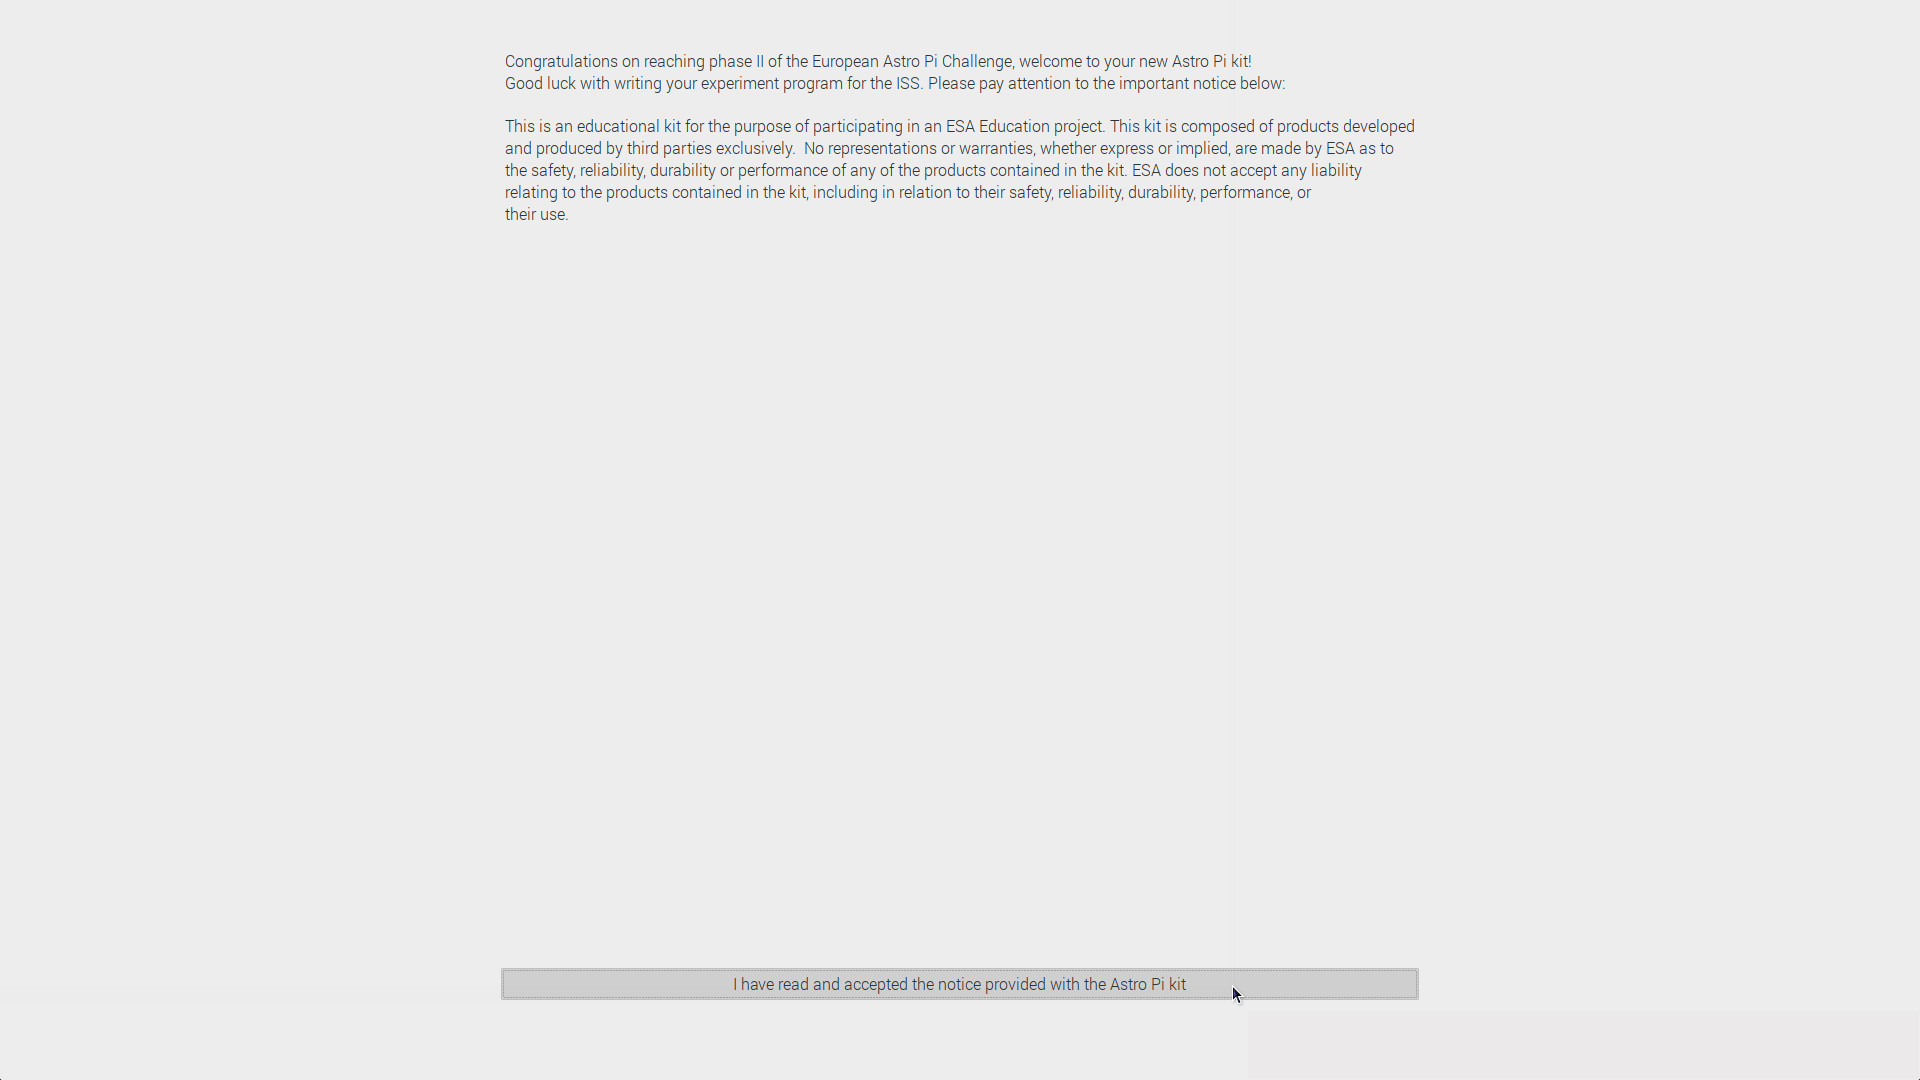 Congratulations on reaching phase II of the European Astro Pi Challenge, welcome to your new Astro Pi kit!
Good luck with writing your experiment program for the ISS. Please pay attention to the important notice below:
This is an educational kit for the purpose of participating in an ESA Education project. This kit is composed of products developed
and produced by third parties exclusively.  No representations or warranties, whether express or implied, are made by ESA as to
the safety, reliability, durability or performance of any of the products contained in the kit. ESA does not accept any liability
relating to the products contained in the kit, including in relation to their safety, reliability, durability, performance, or
their use.
I have read and accepted the notice provided with the Astro Pi kit